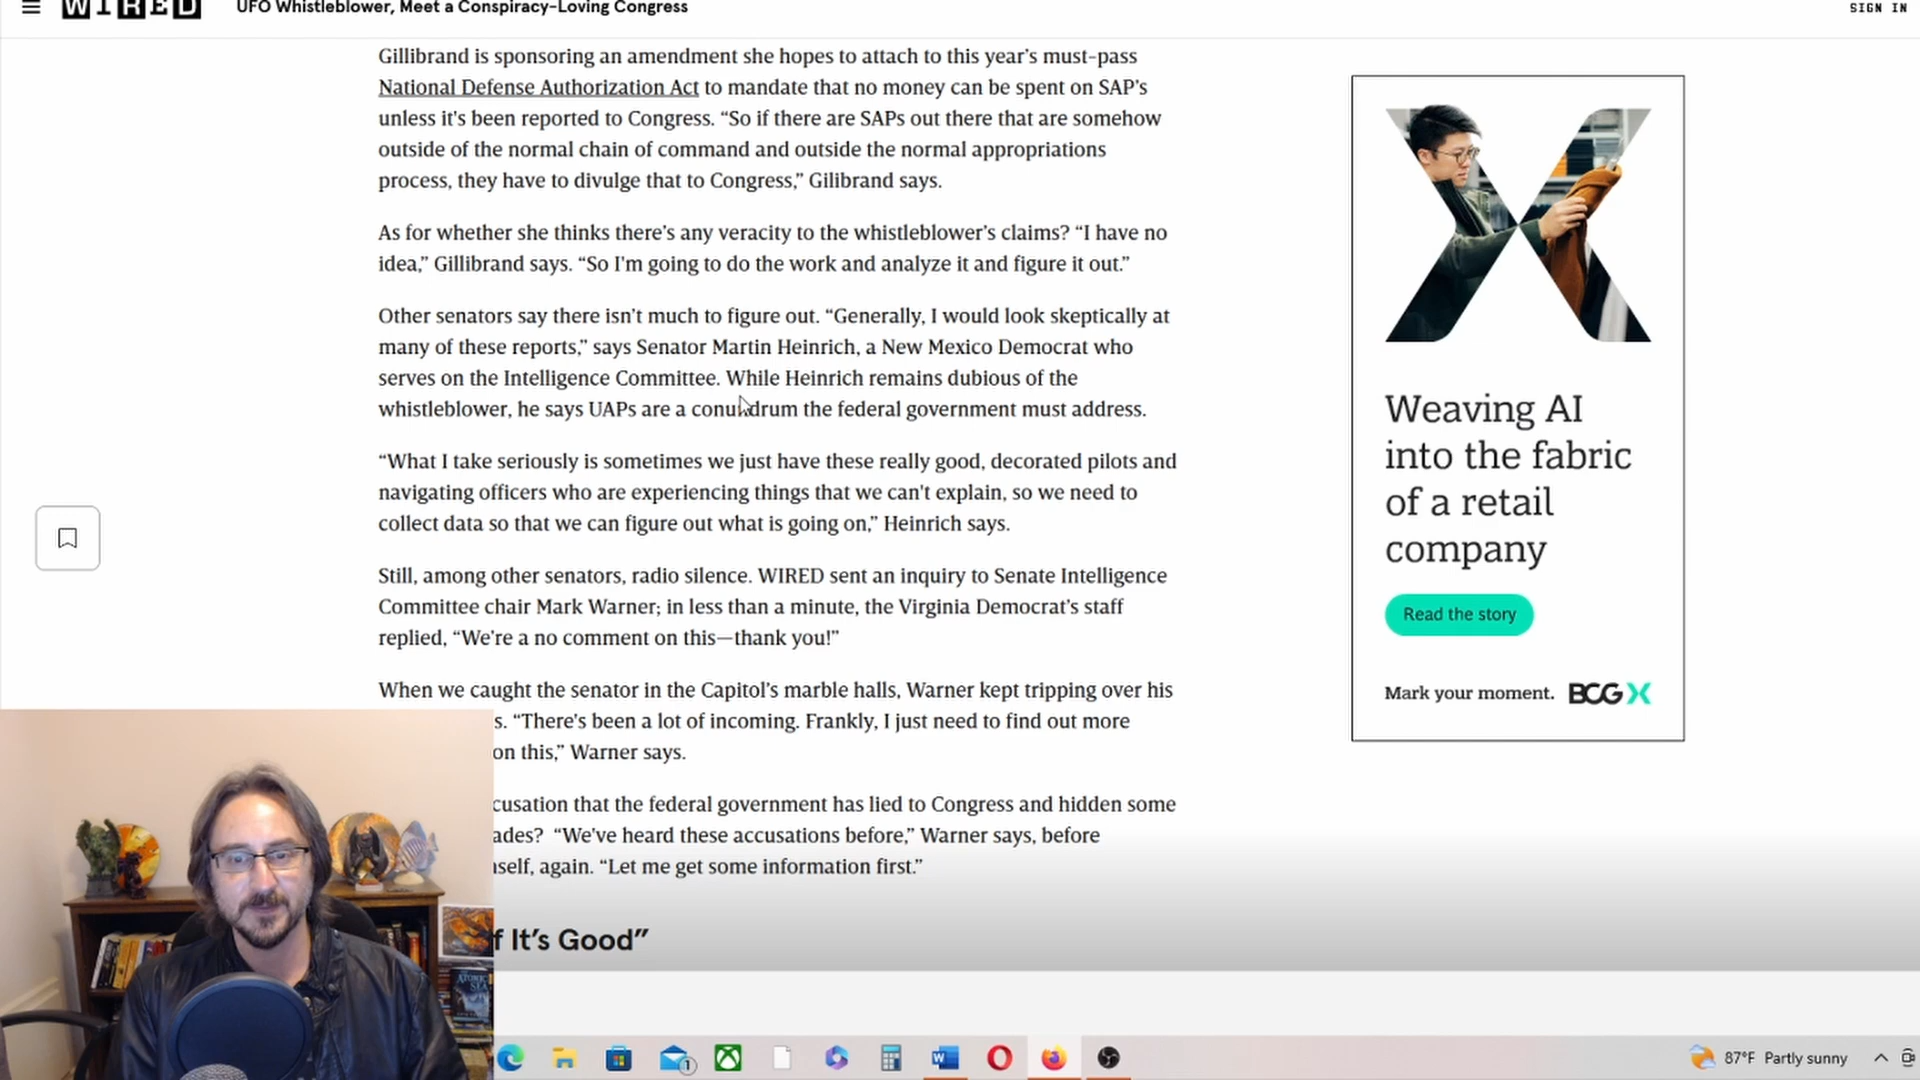 WIRED
UFO Whistleblower, Meet a Conspiracy-Loving Congress
SIGN IN
Gillibrand is sponsoring an amendment she hopes to attach to this year’s must-pass
National Defense Authorization Act to mandate that no money can be spent on SAP’s
unless it's been reported to Congress. “So if there are SAPs out there that are somehow
outside of the normal chain of command and outside the normal appropriations
process, they have to divulge that to Congress,” Gilibrand says.
As for whether she thinks there’s any veracity to the whistleblower’s claims? “I have no
idea,” Gillibrand says. “So I'm going to do the work and analyze it and figure it out.”
Other senators say there isn’t much to figure out. “Generally, I would look skeptically at
many of these reports,” says Senator Martin Heinrich, a New Mexico Democrat who
serves on the Intelligence Committee. While Heinrich remains dubious of the
whistleblower, he says UAPs are a conundrum the federal government must address.
“What I take seriously is sometimes we just have these really good, decorated pilots and
navigating officers who are experiencing things that we can't explain, so we need to
collect data so that we can figure out what is going on,” Heinrich says.
Still, among other senators, radio silence. WIRED sent an inquiry to Senate Intelligence
Committee chair Mark Warner; in less than a minute, the Virginia Democrat’s staff
replied, “We’re a no comment on this—thank you!”
When we caught the senator in the Capitol’s marble halls, Warner kept tripping over his
s. “There’s been a lot of incoming. Frankly, I just need to find out more
on this,” Warner says.
cusation that the federal government has lied to Congress and hidden some
ades? “We've heard these accusations before,” Warner says, before
self, again. “Let me get some information first.”
f It’s Good”
Weaving AI
into the fabric
of a retail
company
Read the story
Mark your moment. BCG X
ATOMIC
SEA
1
87°F Partly sunny